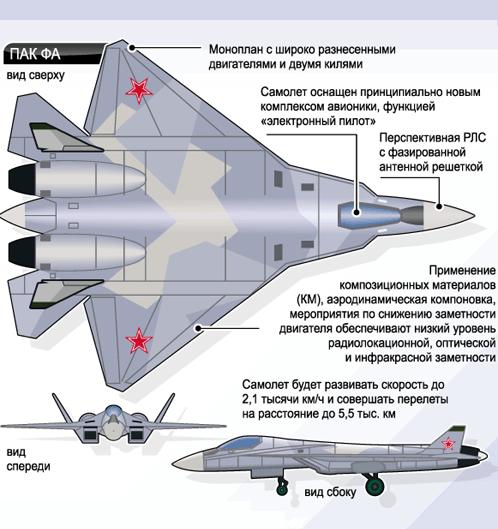 ПАК ФА
вид сверху
Моноплан с широко разнесенными
двигателями и двумя килями
Самолет оснащен принципиально новым
комплексом авионики, функцией
«электронный пилот»
Перспективная РЛС
с фазированной
антенной решеткой
Применение
композиционных материалов
(КМ), аэродинамическая компоновка,
мероприятия по снижению заметности
двигателя обеспечивают низкий уровень
радиолокационной, оптической
и инфракрасной заметности
Самолет будет развивать скорость до
2,1 тысячи км/ч и совершать перелеты
на расстояние до 5,5 тыс. км
вид
спереди
вид сбоку